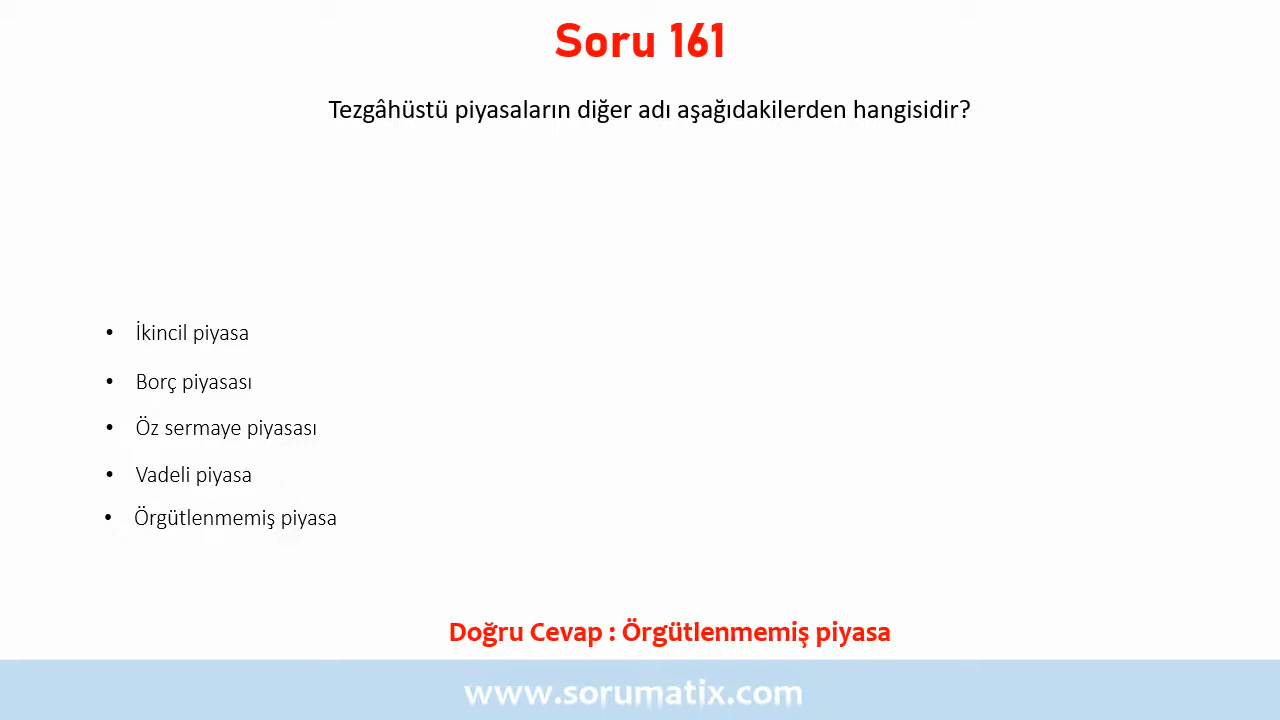 Soru 161
Tezgâhüstü piyasaların diğer adı aşağıdakilerden hangisidir?
• İkincil piyasa
• Borç piyasası
• Öz sermaye piyasası
• Vadeli piyasa
• Örgütlenmemiş piyasa
Doğru Cevap : Örgütlenmemiş piyasa
www.sorumatix.com